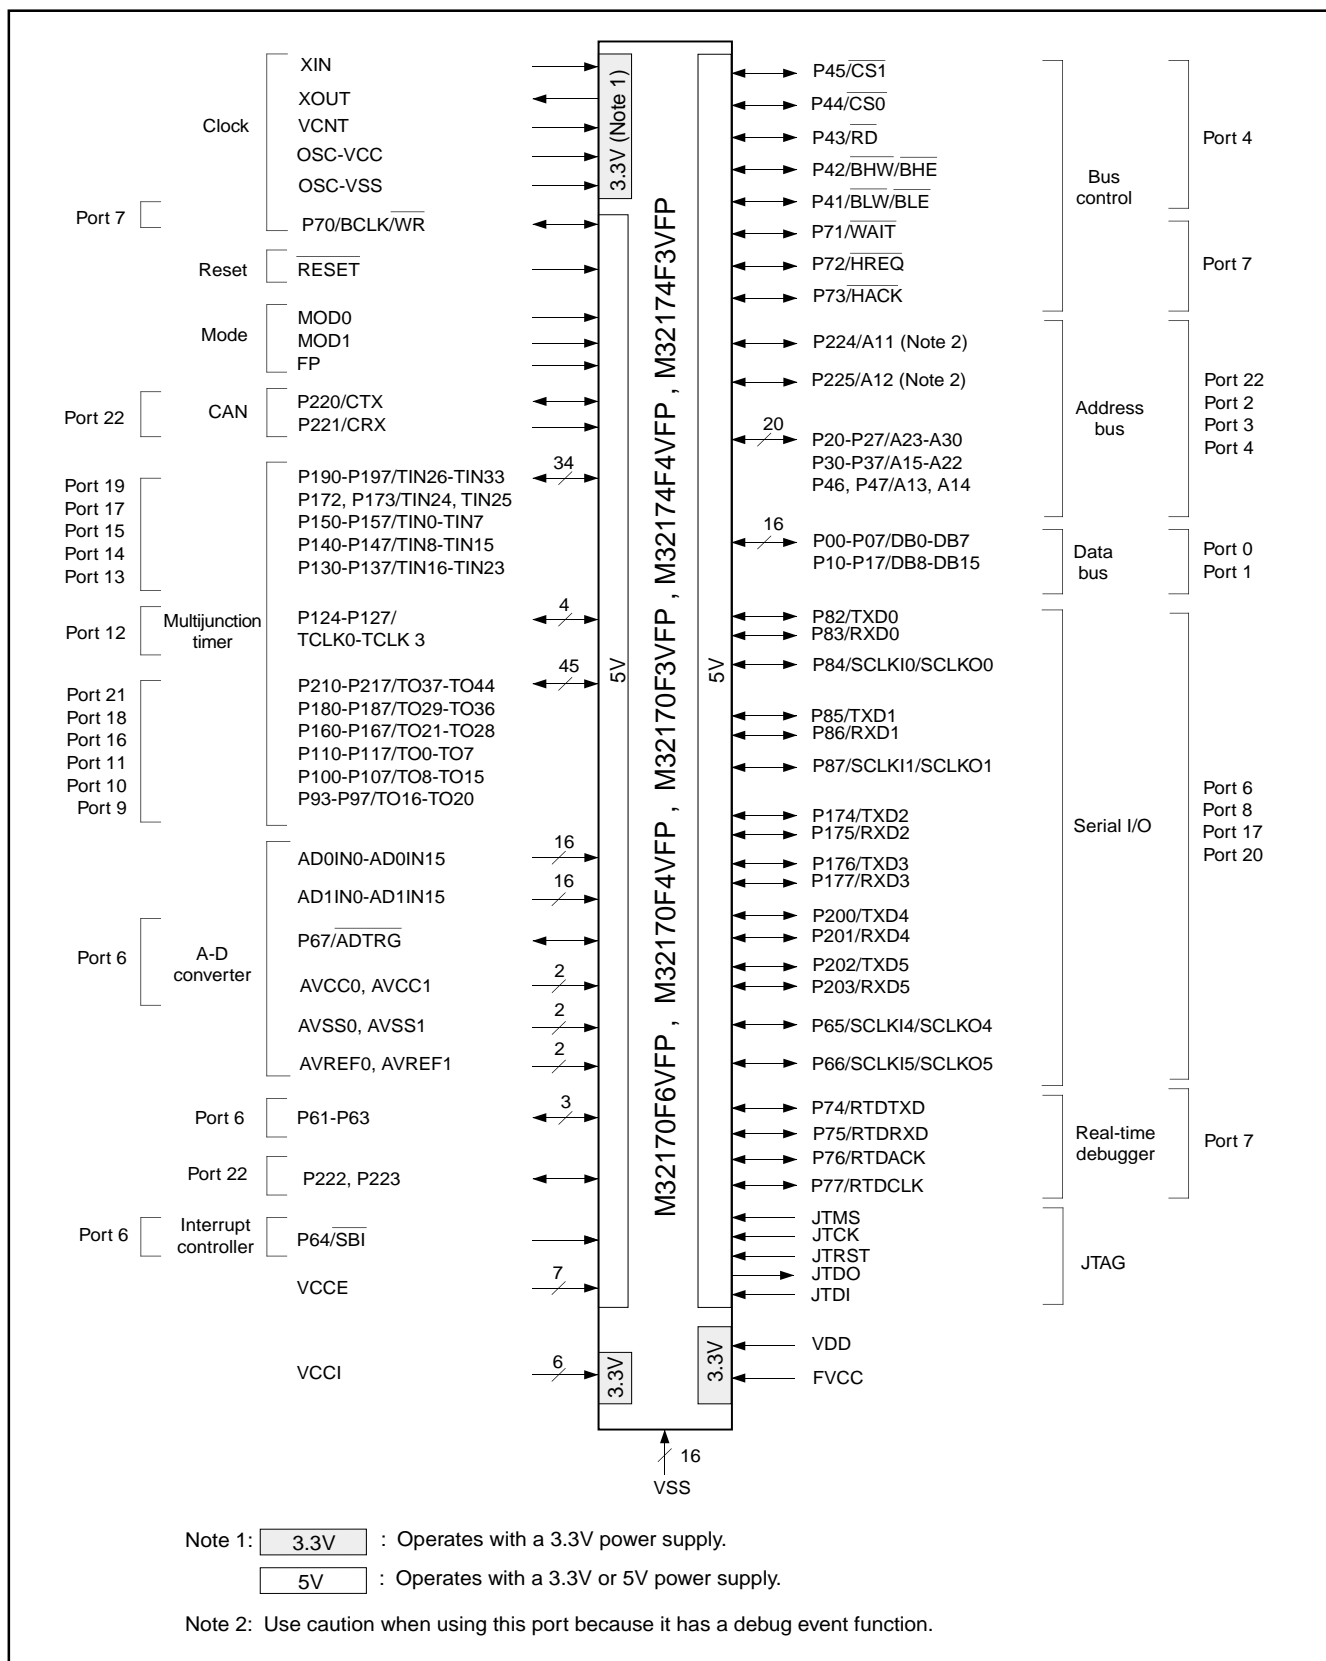 XIN
XOUT
Clock
VCNT
OSC-VCC
OSC-VSS
Port 7
P70/BCLK/WR
Reset
RESET
Mode
MOD0
MOD1
FP
Port 22
CAN
P220/CTX
P221/CRX
34
Port 19
Port 17
Port 15
Port 14
Port 13
P190-P197/TIN26-TIN33
P172, P173/TIN24, TIN25
P150-P157/TIN0-TIN7
P140-P147/TIN8-TIN15
P130-P137/TIN16-TIN23
Port 12
Multijunction
timer
P124-P127/
TCLK0-TCLK 3
4
45
Port 21
Port 18
Port 16
Port 11
Port 10
Port 9
P210-P217/TO37-TO44
P180-P187/TO29-TO36
P160-P167/TO21-TO28
P110-P117/TO0-TO7
P100-P107/TO8-TO15
P93-P97/TO16-TO20
AD0IN0-AD0IN15
16
AD1IN0-AD1IN15
16
Port 6
A-D
converter
P67/ADTRG
AVCC0, AVCC1
2
AVSS0, AVSS1
2
AVREF0, AVREF1
2
Port 6
P61-P63
3
Port 22
P222, P223
Port 6
Interrupt
controller
P64/SBI
VCCE
7
VCCI
6
3.3V (Note 1)
5V
3.3V
M32170F6VFP , M32170F4VFP , M32170F3VFP , M32174F4VFP , M32174F3VFP
5V
3.3V
16
VSS
P45/CS1
P44/CS0
P43/RD
P42/BHW/BHE
P41/BLW/BLE
P71/WAIT
P72/HREQ
P73/HACK
Bus
control
Port 4
Port 7
P224/A11 (Note 2)
P225/A12 (Note 2)
20
P20-P27/A23-A30
P30-P37/A15-A22
P46, P47/A13, A14
Address
bus
Port 22
Port 2
Port 3
Port 4
16
P00-P07/DB0-DB7
P10-P17/DB8-DB15
Data
bus
Port 0
Port 1
P82/TXD0
P83/RXD0
P84/SCLKI0/SCLKO0
P85/TXD1
P86/RXD1
P87/SCLKI1/SCLKO1
P174/TXD2
P175/RXD2
P176/TXD3
P177/RXD3
P200/TXD4
P201/RXD4
P202/TXD5
P203/RXD5
P65/SCLKI4/SCLKO4
P66/SCLKI5/SCLKO5
Serial I/O
Port 6
Port 8
Port 17
Port 20
P74/RTDTXD
P75/RTDRXD
P76/RTDACK
P77/RTDCLK
Real-time
debugger
Port 7
JTMS
JTCK
JTRST
JTDO
JTDI
JTAG
VDD
FVCC
Note 1: 3.3V : Operates with a 3.3V power supply.
5V : Operates with a 3.3V or 5V power supply.
Note 2: Use caution when using this port because it has a debug event function.